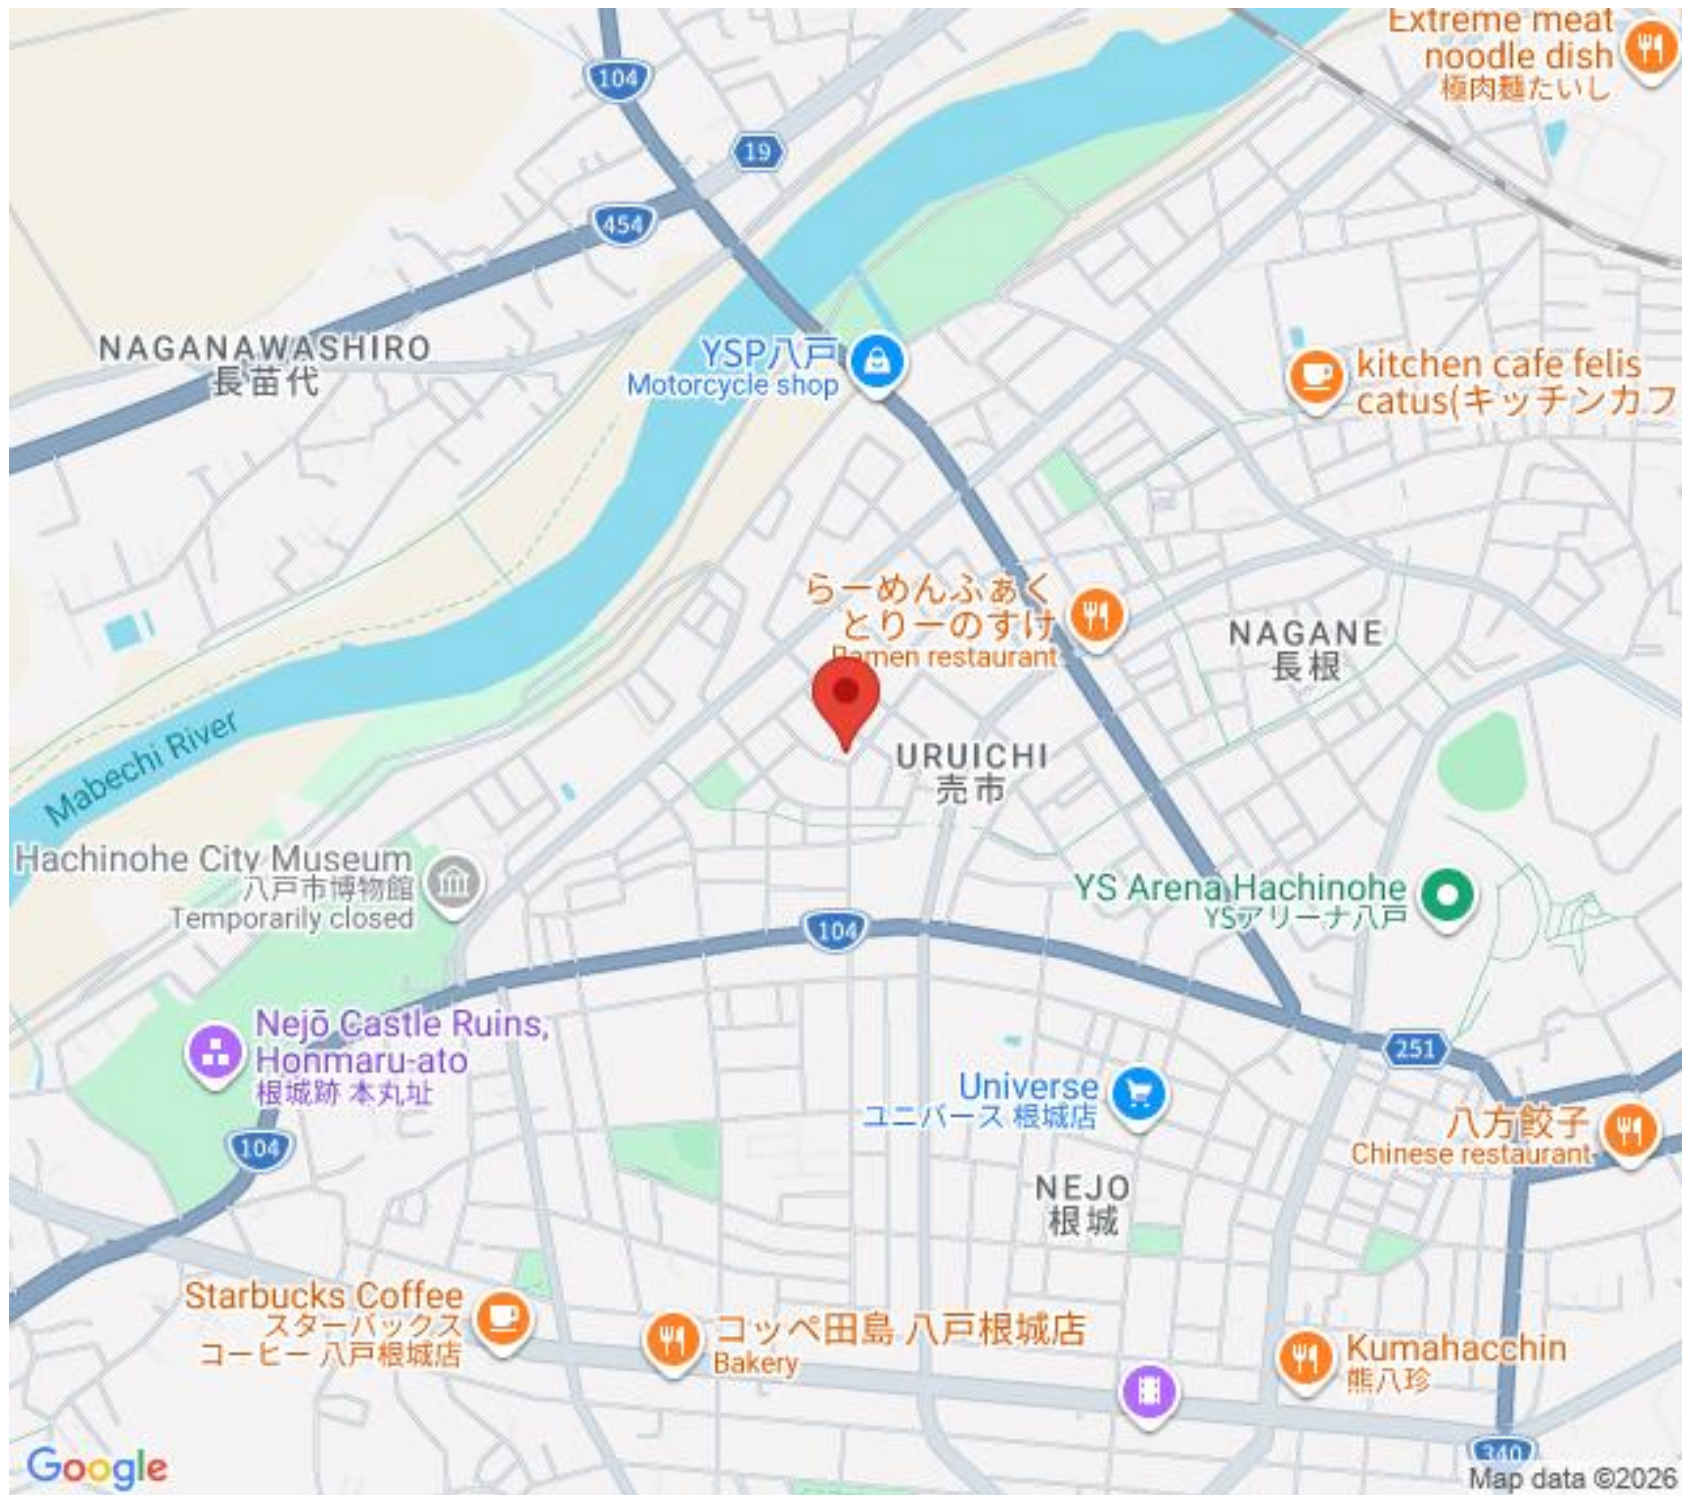 Extreme meat
noodle dish
極肉麺たいし
104
19
454
NAGANAWASHIRO
長苗代
YSP八戸
Motorcycle shop
kitchen cafe felis
catus(キッチンカフ
らーめんふぁく
とりーのすけ
Ramen restaurant
NAGANE
長根
Mabechi River
URUICHI
売市
Hachinohe City Museum
八戸市博物館
Temporarily closed
YS Arena Hachinohe
YSアリーナ八戸
104
Nejō Castle Ruins,
Honmaru-ato
根城跡 本丸址
251
Universe
ユニバース 根城店
104
八方餃子
Chinese restaurant
NEJO
根城
Starbucks Coffee
スターバックス
コーヒー 八戸根城店
コッペ田島 八戸根城店
Bakery
Kumahacchin
熊八珍
340
Google
Map data ©2026